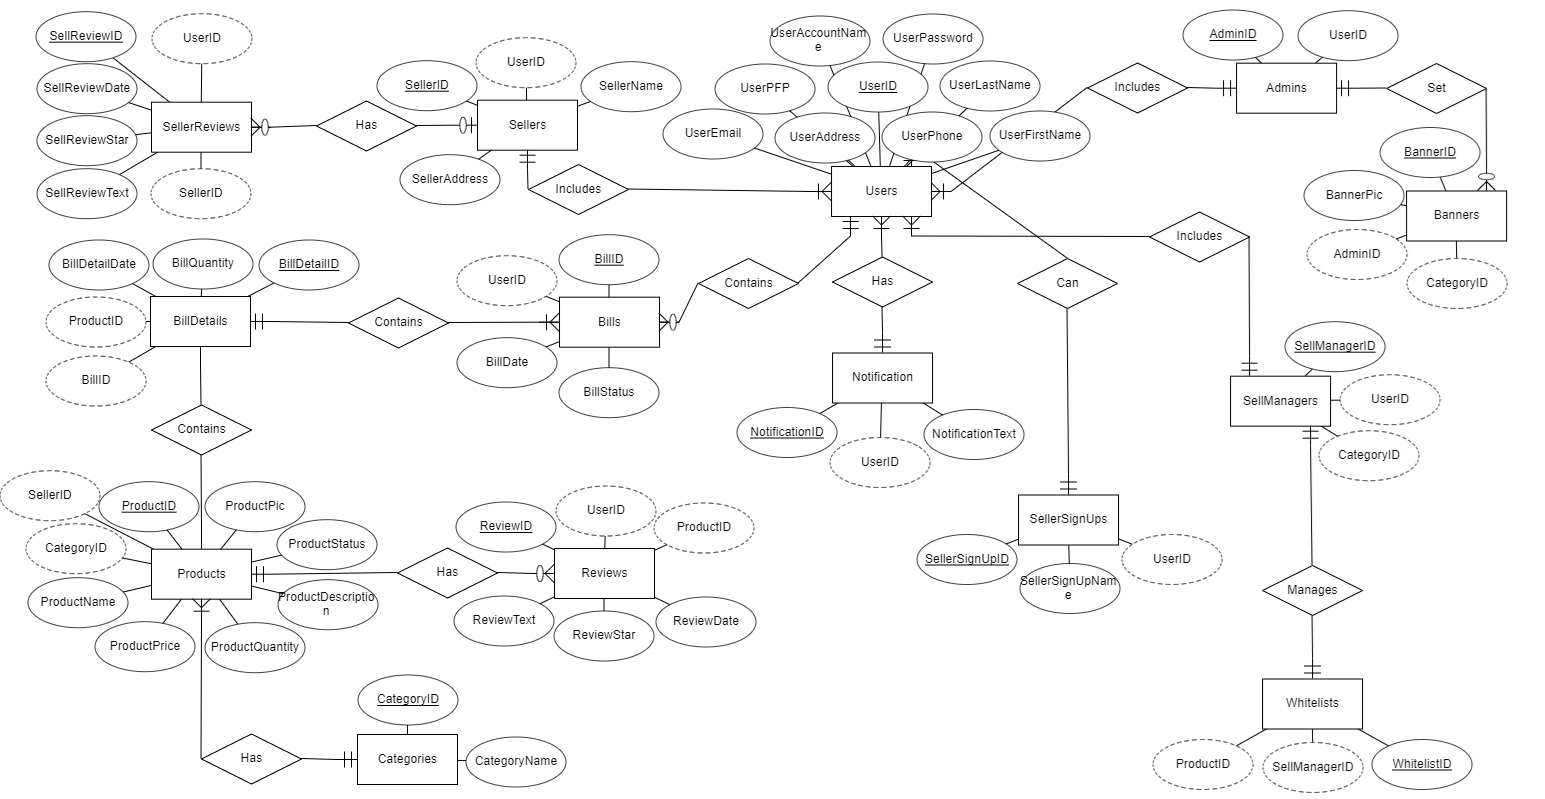 SellReviewID
UserID
SellReviewDate
SellReviewStar
SellReviewText
SellerReviews
SellerID
Has
SellerID
UserID
SellerName
Sellers
SellerAddress
Includes
UserAccountNam
e
UserPassword
UserPFP
UserID
UserLastName
UserEmail
UserAddress
UserPhone
UserFirstName
Users
Includes
AdminID
UserID
Admins
Set
BannerID
BannerPic
Banners
AdminID
CategoryID
BillDetailDate
BillQuantity
BillDetailID
ProductID
BillDetails
BillID
Contains
UserID
BillID
Bills
BillDate
BillStatus
Contains
Has
Can
Includes
Notification
NotificationID
UserID
NotificationText
SellManagerID
SellManagers
UserID
CategoryID
Contains
SellerID
ProductID
ProductPic
CategoryID
ProductStatus
Products
ProductName
ProductDescriptio
n
ProductPrice
ProductQuantity
Has
ReviewID
UserID
ProductID
Reviews
ReviewText
ReviewStar
ReviewDate
SellerSignUps
SellerSignUpID
UserID
SellerSignUpNam
e
Manages
Whitelists
ProductID
SellManagerID
WhitelistID
CategoryID
Has
Categories
CategoryName